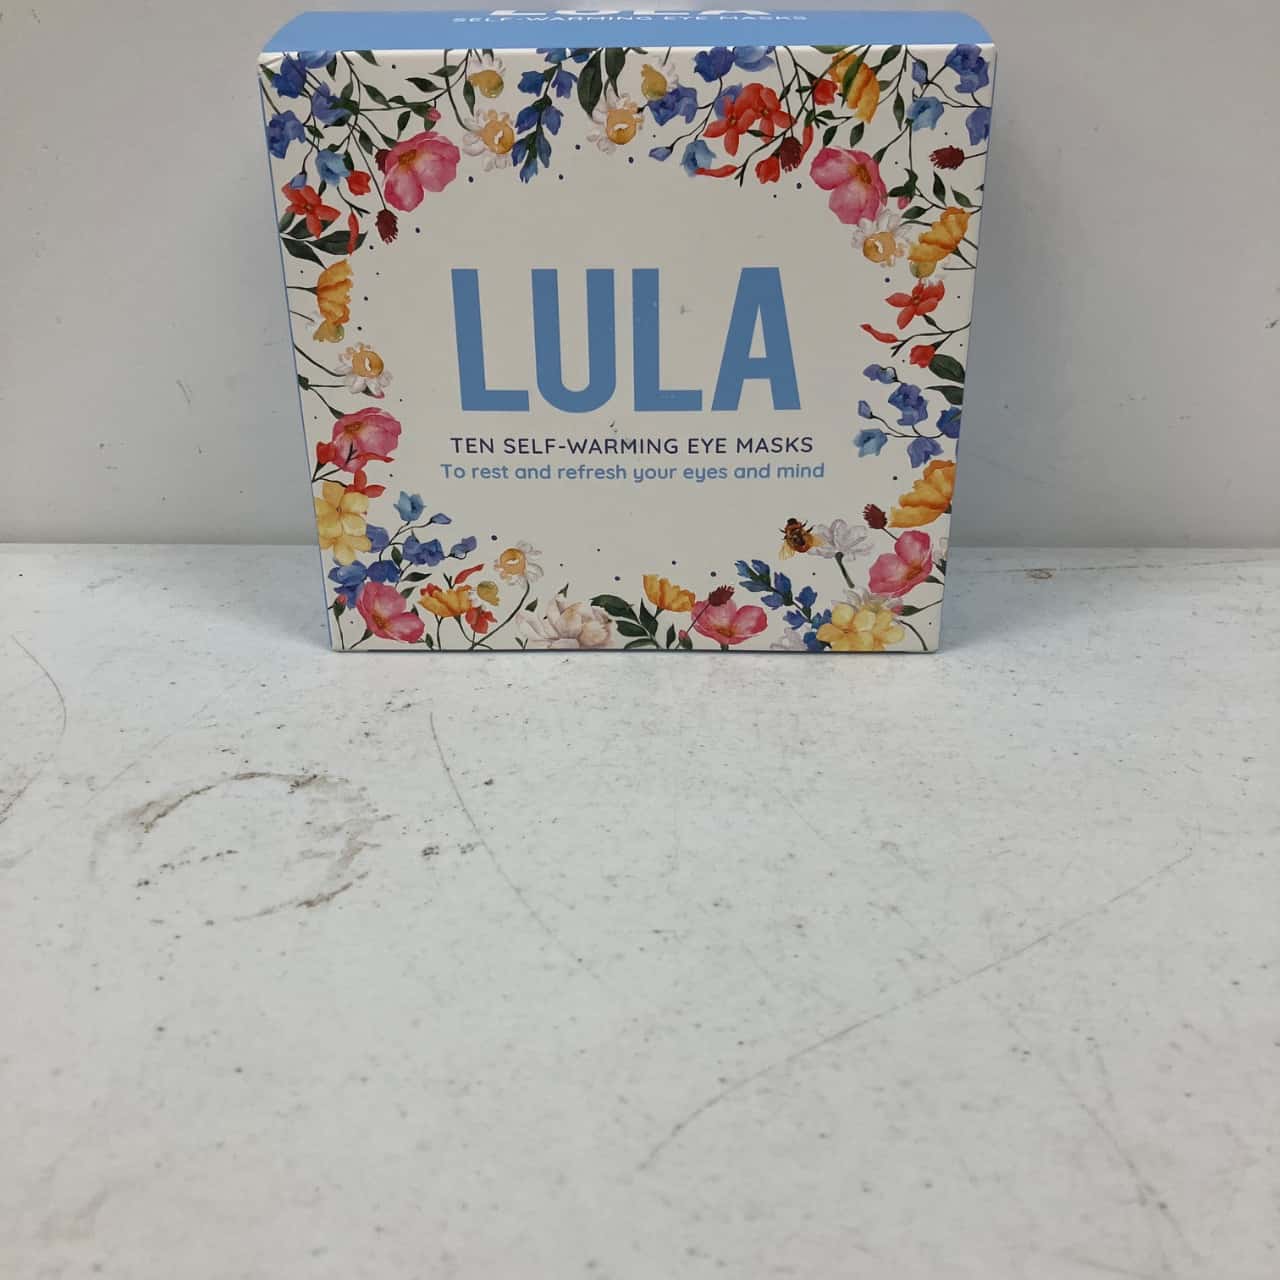 LULA
SELF-WARMING EYE MASKS
LULA
TEN SELF-WARMING EYE MASKS
To rest and refresh your eyes and mind